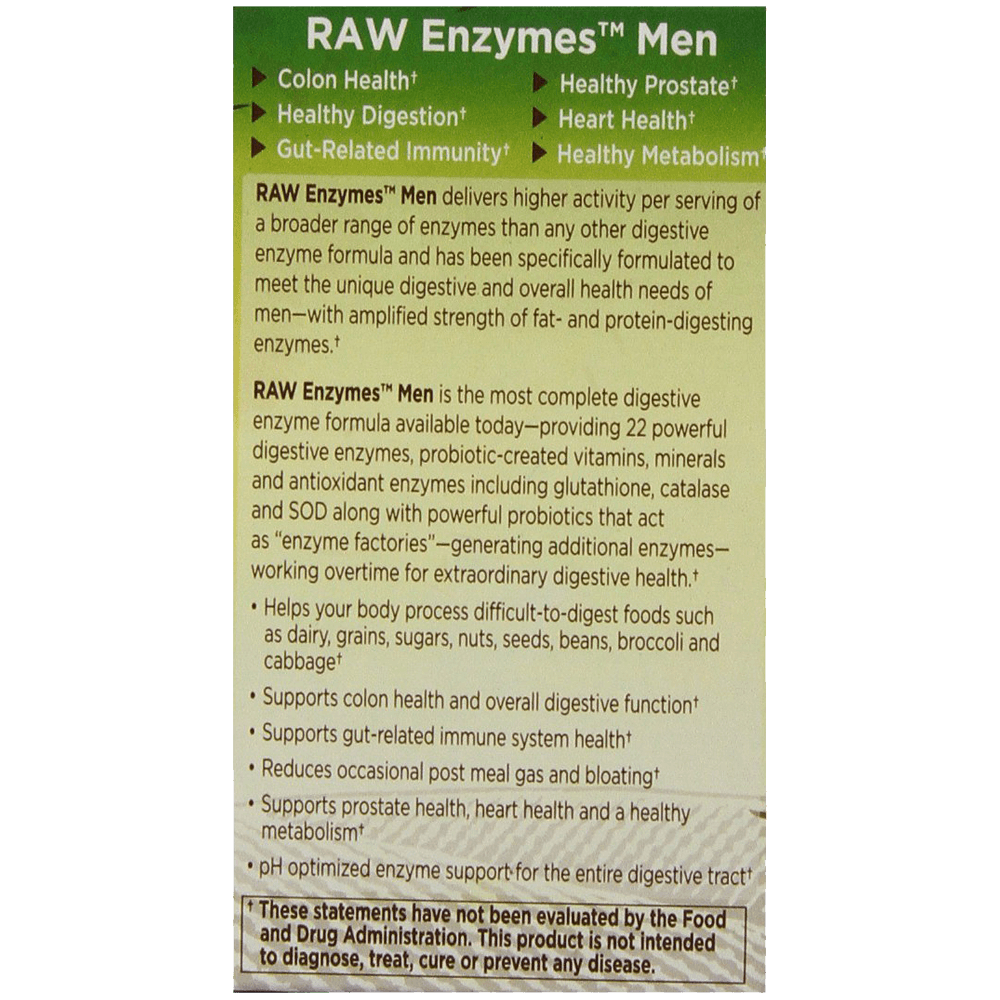 RAW Enzymes™ Men
▶ Colon Health†
▶ Healthy Digestion†
▶ Gut-Related Immunity†
▶ Healthy Prostate†
▶ Heart Health†
▶ Healthy Metabolism†
RAW Enzymes™ Men delivers higher activity per serving of
a broader range of enzymes than any other digestive
enzyme formula and has been specifically formulated to
meet the unique digestive and overall health needs of
men—with amplified strength of fat- and protein-digesting
enzymes.†
RAW Enzymes™ Men is the most complete digestive
enzyme formula available today—providing 22 powerful
digestive enzymes, probiotic-created vitamins, minerals
and antioxidant enzymes including glutathione, catalase
and SOD along with powerful probiotics that act
as “enzyme factories”—generating additional enzymes—
working overtime for extraordinary digestive health.†
• Helps your body process difficult-to-digest foods such
as dairy, grains, sugars, nuts, seeds, beans, broccoli and
cabbage†
• Supports colon health and overall digestive function†
• Supports gut-related immune system health†
• Reduces occasional post meal gas and bloating†
• Supports prostate health, heart health and a healthy
metabolism†
• pH optimized enzyme support for the entire digestive tract†
† These statements have not been evaluated by the Food
and Drug Administration. This product is not intended
to diagnose, treat, cure or prevent any disease.